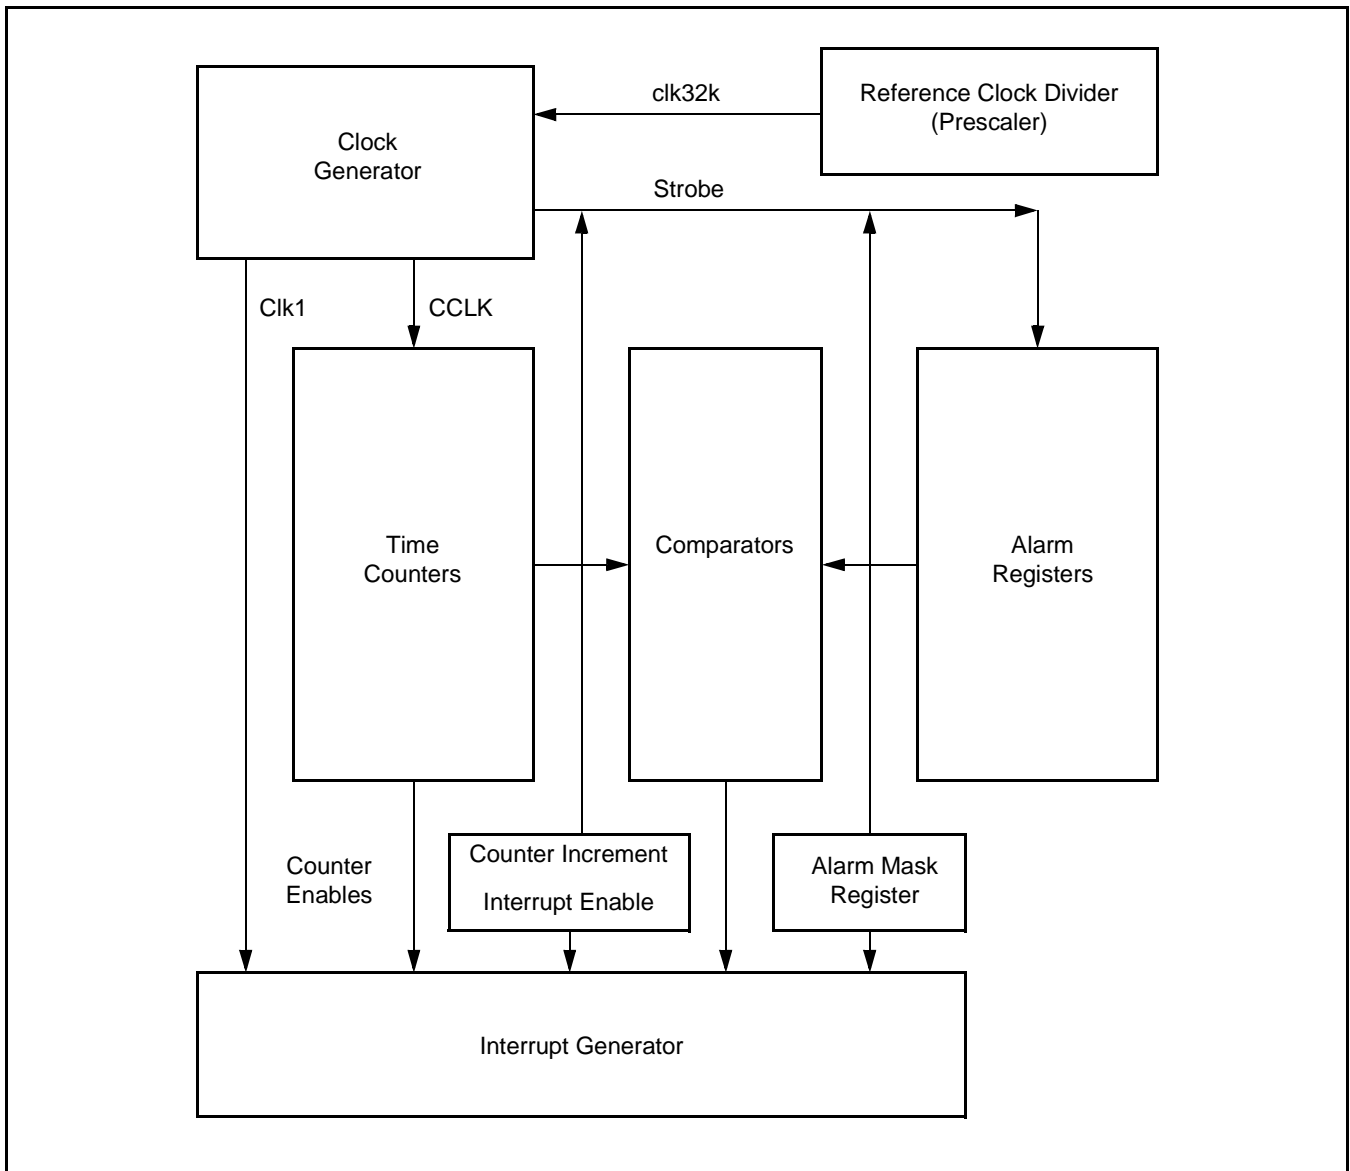 clk32k
Reference Clock Divider
(Prescaler)
Clock
Generator
Strobe
Clk1
CCLK
Time
Counters
Comparators
Alarm
Registers
Counter
Enables
Counter Increment
Interrupt Enable
Alarm Mask
Register
Interrupt Generator